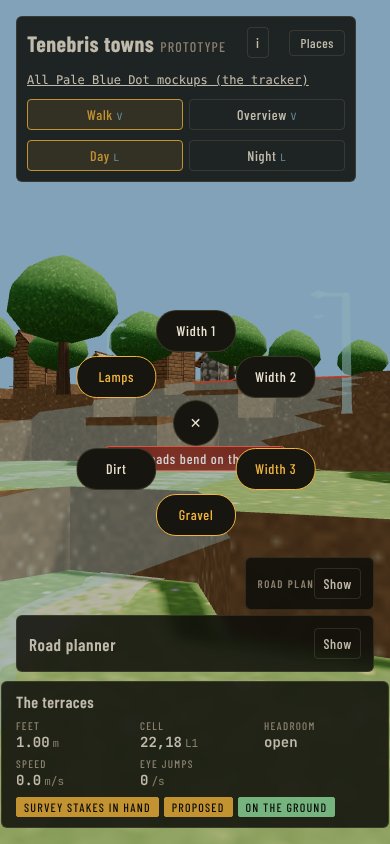 Tenebris towns PROTOTYPE i Places
All Pale Blue Dot mockups (the tracker)
Walk V Overview V
Day L Night L
Width 1
Lamps Width 2
×
Dirt Width 3
Gravel
ROAD PLAN Show
Road planner Show
The terraces
FEET CELL HEADROOM
1.00 m 22,18 L1 open
SPEED EYE JUMPS
0.0 m/s 0 /s
SURVEY STAKES IN HAND PROPOSED ON THE GROUND